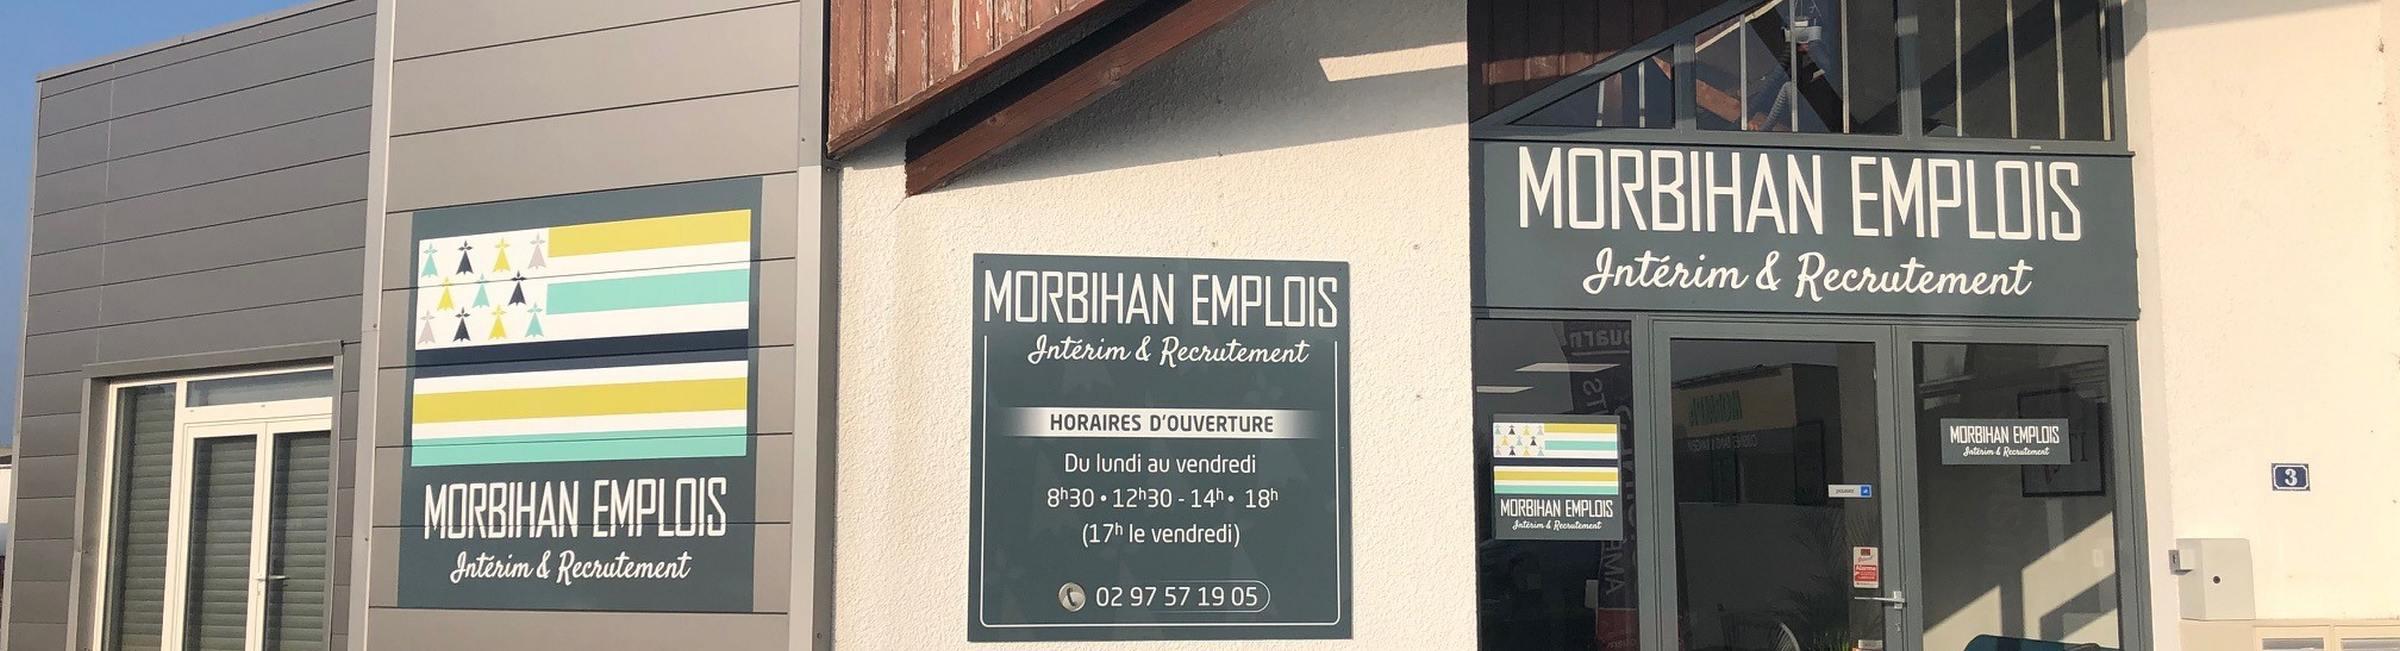 MORBIHAN EMPLOIS
Intérim & Recrutement
MORBIHAN EMPLOIS
Intérim & Recrutement
HORAIRES D'OUVERTURE
Du lundi au vendredi
8h30 • 12h30 - 14h • 18h
(17h le vendredi)
02 97 57 19 05
MORBIHAN EMPLOIS
Intérim & Recrutement
MORBIHAN EMPLOIS
Intérim & Recrutement
MORBIHAN EMPLOIS
Intérim & Recrutement
poussez
Alarme
3